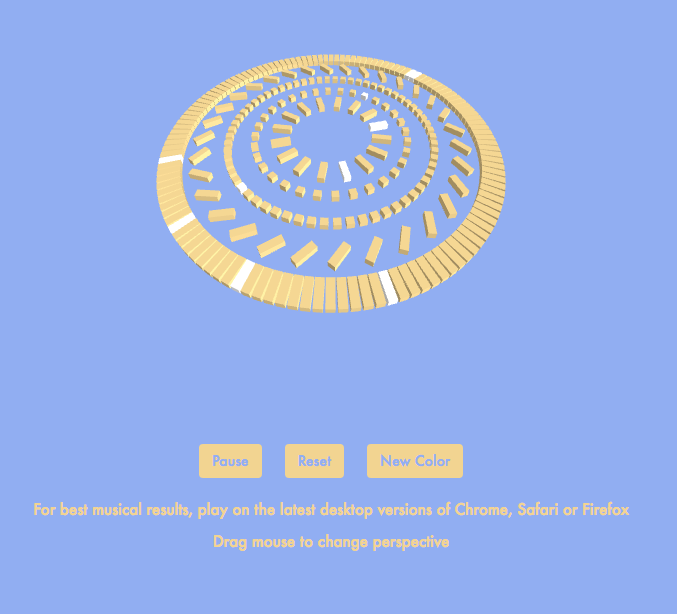 Pause
Reset
New Color
For best musical results, play on the latest desktop versions of Chrome, Safari or Firefox
Drag mouse to change perspective